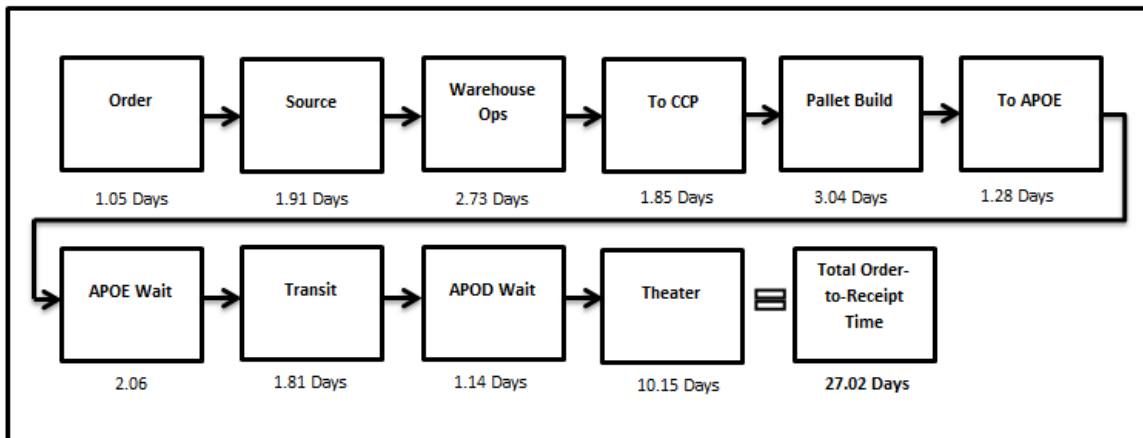 Order
Source
Warehouse
Ops
To CCP
Pallet Build
To APOE
1.05 Days
1.91 Days
2.73 Days
1.85 Days
3.04 Days
1.28 Days
APOE Wait
Transit
APOD Wait
Theater
Total Order-
to-Receipt
Time
2.06
1.81 Days
1.14 Days
10.15 Days
27.02 Days